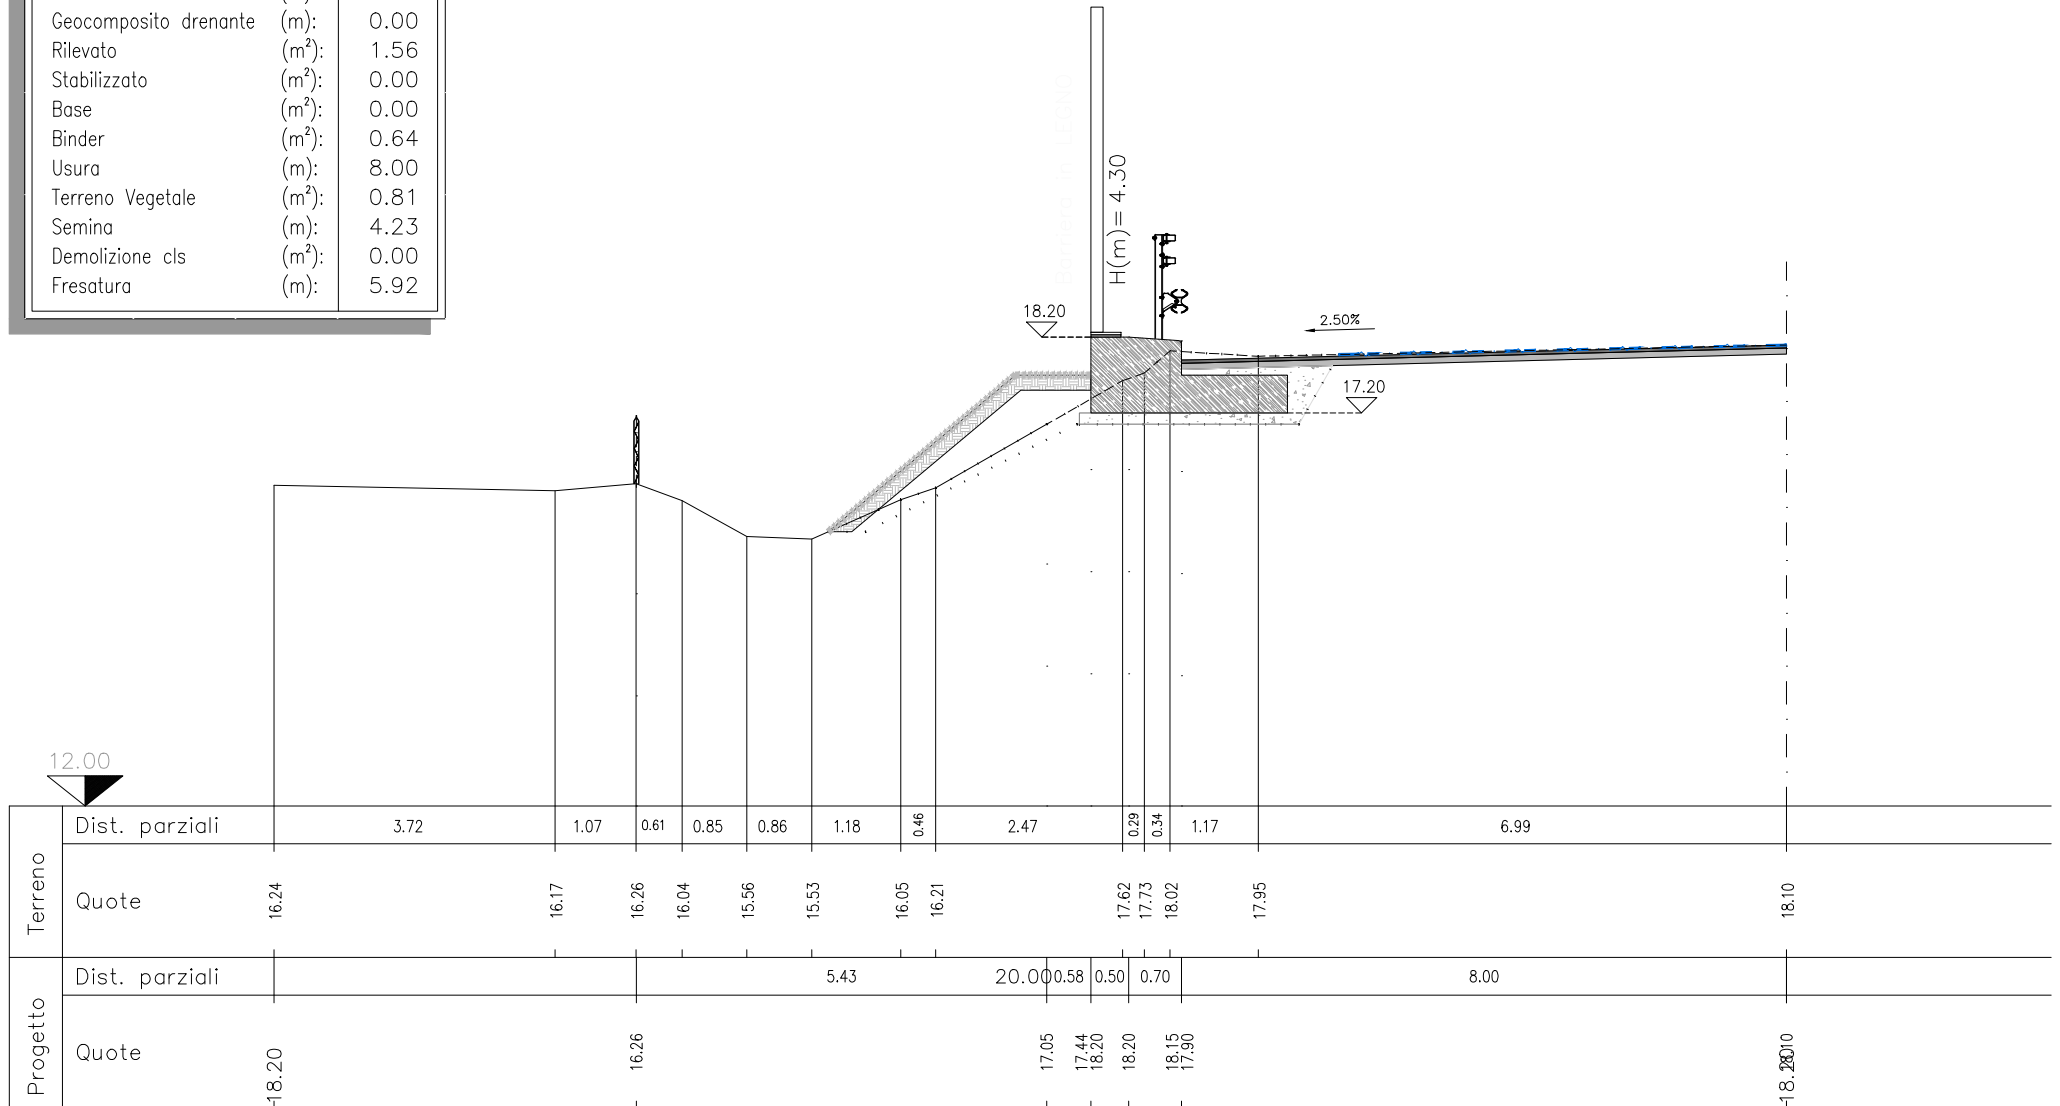 Geocomposito drenante (m): 0.00
Rilevato (m²): 1.56
Stabilizzato (m²): 0.00
Base (m²): 0.00
Binder (m²): 0.64
Usura (m): 8.00
Terreno Vegetale (m²): 0.81
Semina (m): 4.23
Demolizione cls (m²): 0.00
Fresatura (m): 5.92
Barriera in LEGNO
H(m)= 4.30
18.20
2.50%
17.20
12.00
Terreno
Dist. parziali 3.72 1.07 0.61 0.85 0.86 1.18 0.46 2.47 0.29 0.34 1.17 6.99
Quote 16.24 16.17 16.26 16.04 15.56 15.53 16.05 16.21 17.62 17.73 18.02 17.95 18.10
Progetto
Dist. parziali 5.43 20.00 0.58 0.50 0.70 8.00
Quote 18.20 16.26 17.05 17.44 18.20 18.20 18.15 17.90 18.10 18.20